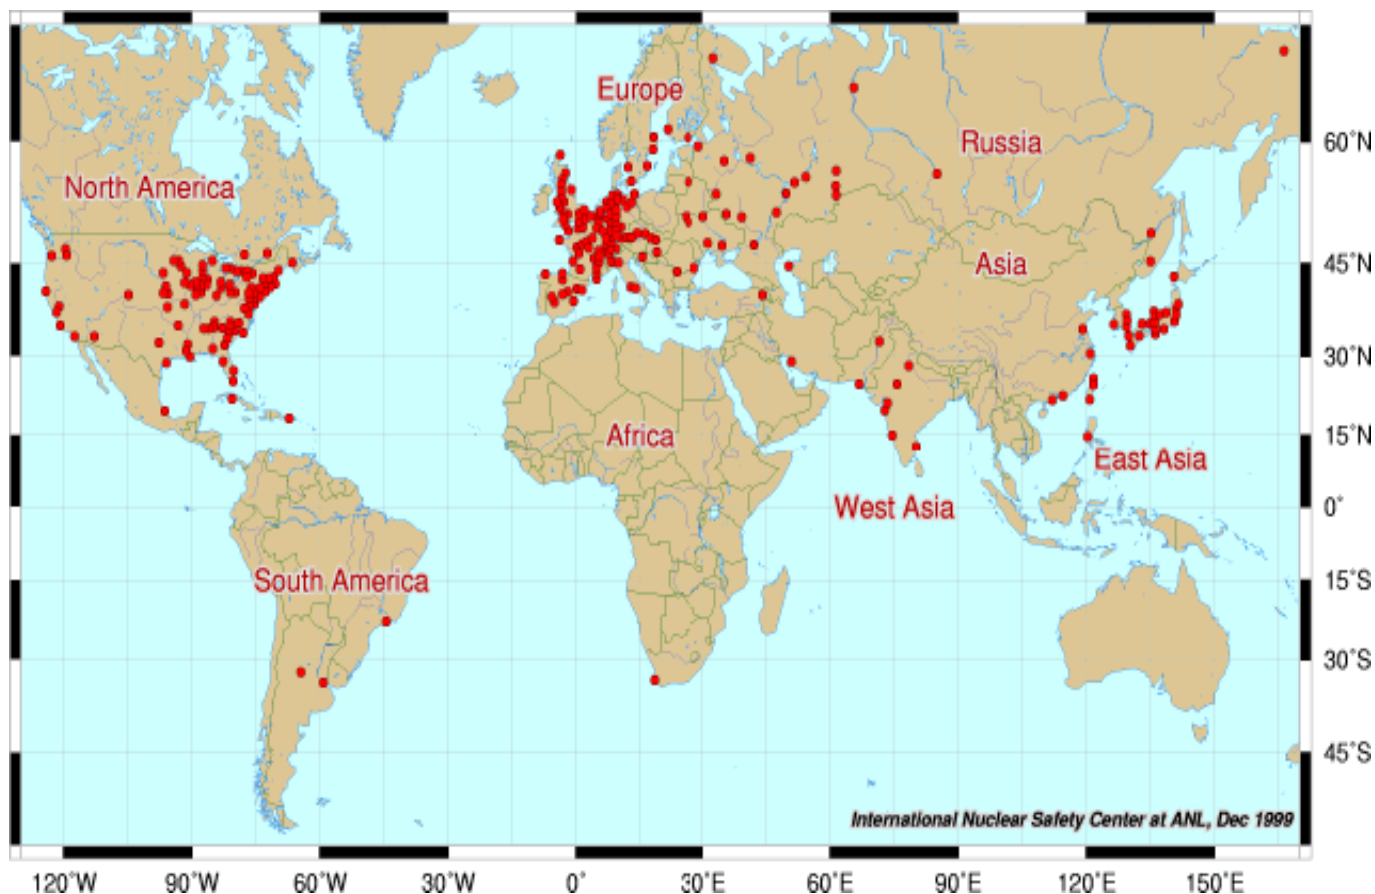 Europe
Russia
60°N
North America
Asia
45°N
30°N
Africa
15°N
East Asia
West Asia
0°
South America
15°S
30°S
45°S
International Nuclear Safety Center at ANL, Dec 1999
120°W 90°W 60°W 30°W 0° 30°E 60°E 90°E 120°E 150°E